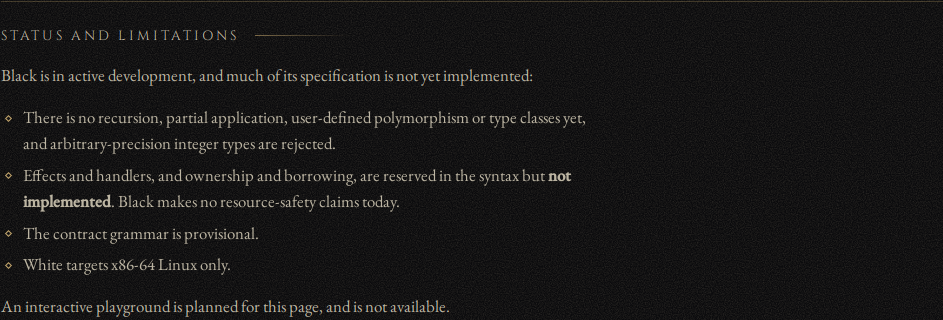 STATUS AND LIMITATIONS
Black is in active development, and much of its specification is not yet implemented:
There is no recursion, partial application, user-defined polymorphism or type classes yet,
and arbitrary-precision integer types are rejected.
Effects and handlers, and ownership and borrowing, are reserved in the syntax but not
implemented. Black makes no resource-safety claims today.
The contract grammar is provisional.
White targets x86-64 Linux only.
An interactive playground is planned for this page, and is not available.